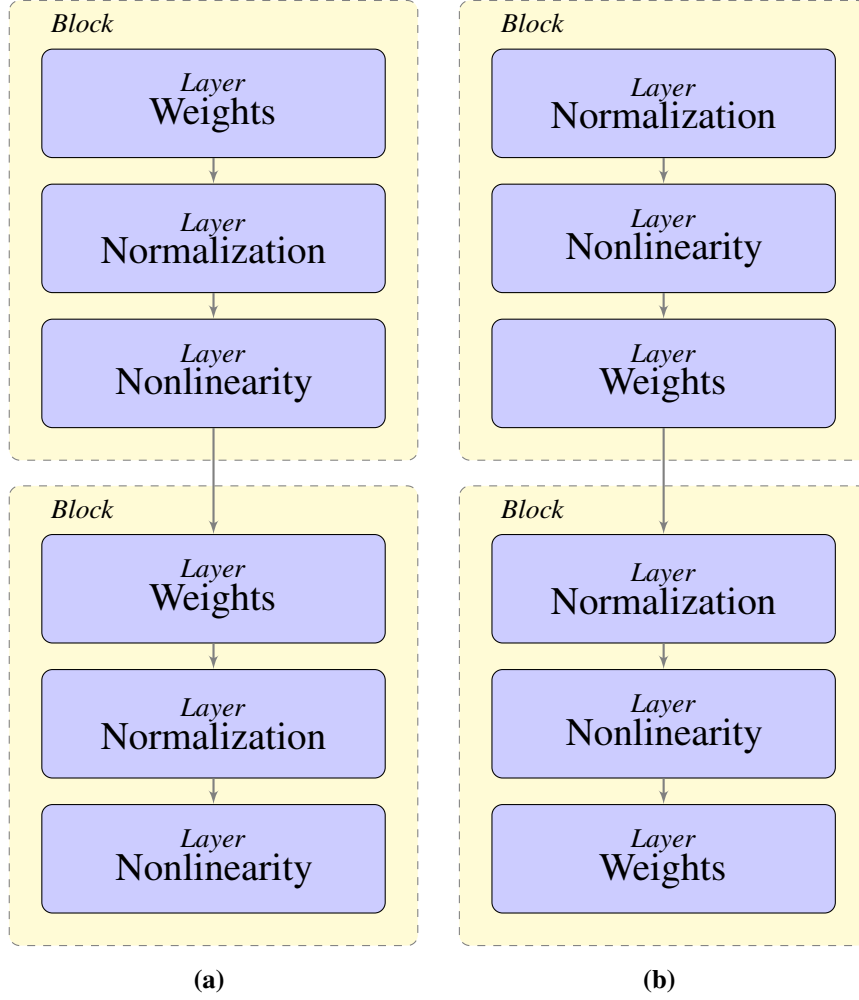 Block
Layer
Weights
Layer
Normalization
Layer
Nonlinearity
Block
Layer
Weights
Layer
Normalization
Layer
Nonlinearity
(a)
Block
Layer
Normalization
Layer
Nonlinearity
Layer
Weights
Block
Layer
Normalization
Layer
Nonlinearity
Layer
Weights
(b)